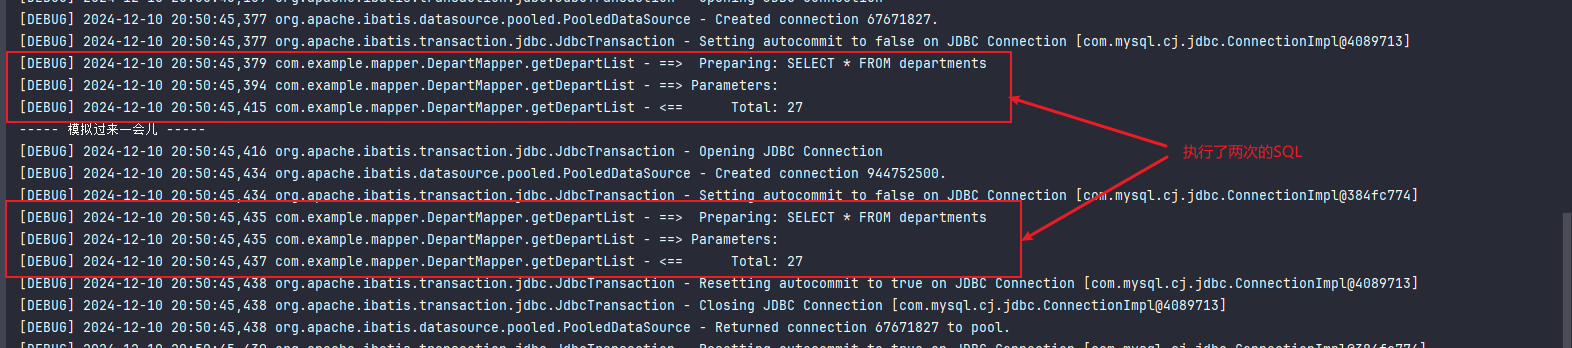 [DEBUG] 2024-12-10 20:50:45,377 org.apache.ibatis.datasource.pooled.PooledDataSource - Created connection 67671827.
[DEBUG] 2024-12-10 20:50:45,377 org.apache.ibatis.transaction.jdbc.JdbcTransaction - Setting autocommit to false on JDBC Connection [com.mysql.cj.jdbc.ConnectionImpl@4089713]
[DEBUG] 2024-12-10 20:50:45,379 com.example.mapper.DepartMapper.getDepartList - ==>  Preparing: SELECT * FROM departments
[DEBUG] 2024-12-10 20:50:45,394 com.example.mapper.DepartMapper.getDepartList - ==> Parameters:
[DEBUG] 2024-12-10 20:50:45,415 com.example.mapper.DepartMapper.getDepartList - <==      Total: 27
----- 模拟过来一会儿 -----
[DEBUG] 2024-12-10 20:50:45,416 org.apache.ibatis.transaction.jdbc.JdbcTransaction - Opening JDBC Connection
执行了两次的SQL
[DEBUG] 2024-12-10 20:50:45,434 org.apache.ibatis.datasource.pooled.PooledDataSource - Created connection 944752500.
[DEBUG] 2024-12-10 20:50:45,434 org.apache.ibatis.transaction.jdbc.JdbcTransaction - Setting autocommit to false on JDBC Connection [com.mysql.cj.jdbc.ConnectionImpl@384fc774]
[DEBUG] 2024-12-10 20:50:45,435 com.example.mapper.DepartMapper.getDepartList - ==>  Preparing: SELECT * FROM departments
[DEBUG] 2024-12-10 20:50:45,435 com.example.mapper.DepartMapper.getDepartList - ==> Parameters:
[DEBUG] 2024-12-10 20:50:45,437 com.example.mapper.DepartMapper.getDepartList - <==      Total: 27
[DEBUG] 2024-12-10 20:50:45,438 org.apache.ibatis.transaction.jdbc.JdbcTransaction - Resetting autocommit to true on JDBC Connection [com.mysql.cj.jdbc.ConnectionImpl@4089713]
[DEBUG] 2024-12-10 20:50:45,438 org.apache.ibatis.transaction.jdbc.JdbcTransaction - Closing JDBC Connection [com.mysql.cj.jdbc.ConnectionImpl@4089713]
[DEBUG] 2024-12-10 20:50:45,438 org.apache.ibatis.datasource.pooled.PooledDataSource - Returned connection 67671827 to pool.